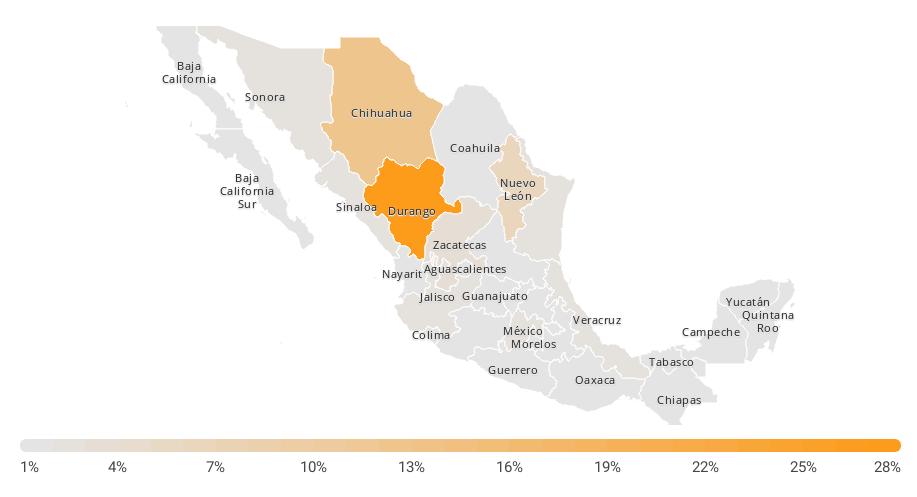 Baja
California
Sonora
Chihuahua
Coahuila
Baja
California
Sur
Nuevo
León
Sinaloa
Durango
Zacatecas
Nayarit
Aguascalientes
Jalisco
Guanajuato
Yucatán
Quintana
Roo
Veracruz
Campeche
Colima
México
Morelos
Tabasco
Guerrero
Oaxaca
Chiapas
1% 4% 7% 10% 13% 16% 19% 22% 25% 28%